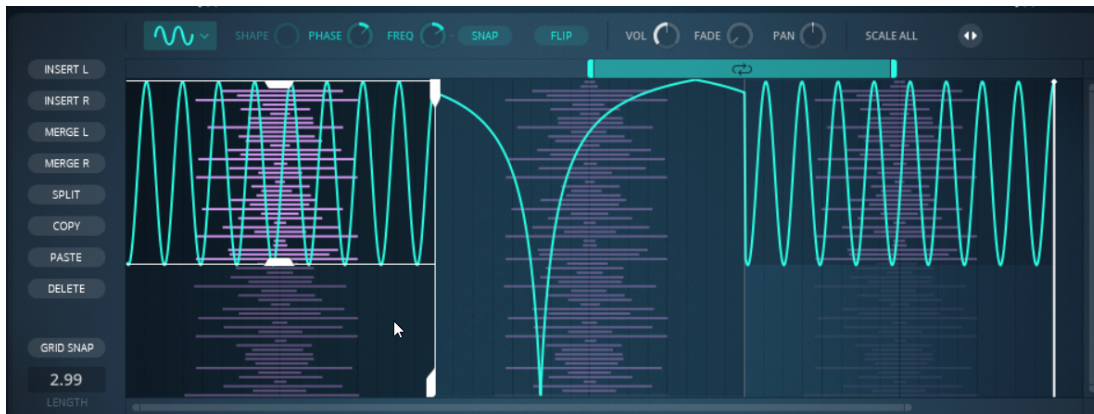 SHAPE PHASE FREQ SNAP FLIP VOL FADE PAN SCALE ALL
INSERT L
INSERT R
MERGE L
MERGE R
SPLIT
COPY
PASTE
DELETE
GRID SNAP
2.99
LENGTH